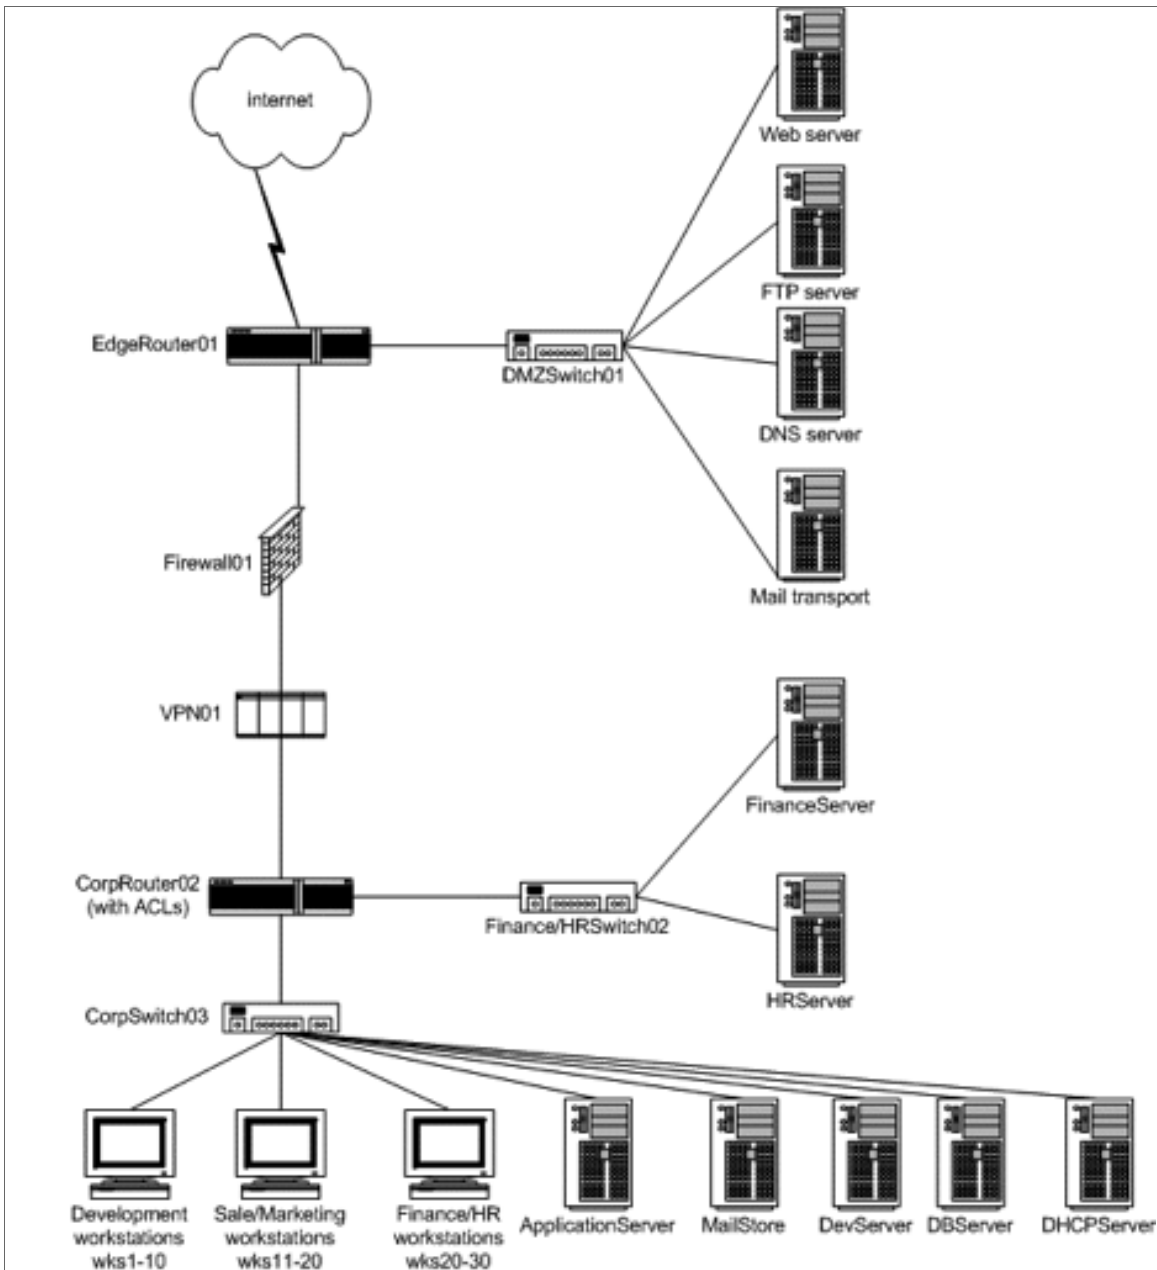 internet
Web server
FTP server
EdgeRouter01
DMZSwitch01
DNS server
Firewall01
Mail transport
VPN01
FinanceServer
CorpRouter02
(with ACLs)
Finance/HRSwitch02
HRServer
CorpSwitch03
Development
workstations
wks1-10
Sale/Marketing
workstations
wks11-20
Finance/HR
workstations
wks20-30
ApplicationServer
MailStore
DevServer
DBServer
DHCPServer